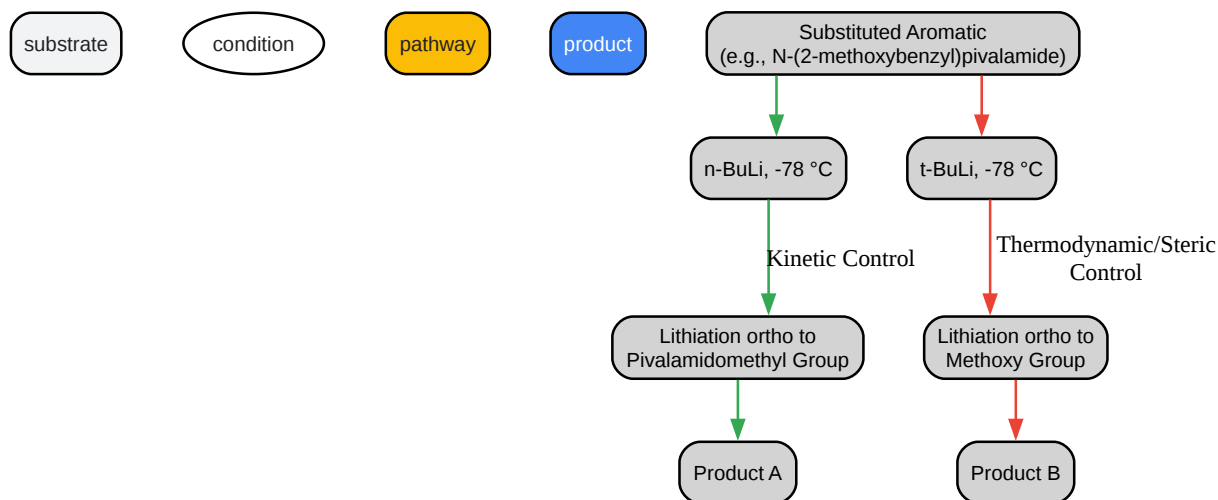 substrate
condition
pathway
product
Substituted Aromatic
(e.g., N-(2-methoxybenzyl)pivalamide)
n-BuLi, -78 °C
t-BuLi, -78 °C
Kinetic Control
Thermodynamic/Steric
Control
Lithiation ortho to
Pivalamidomethyl Group
Lithiation ortho to
Methoxy Group
Product A
Product B